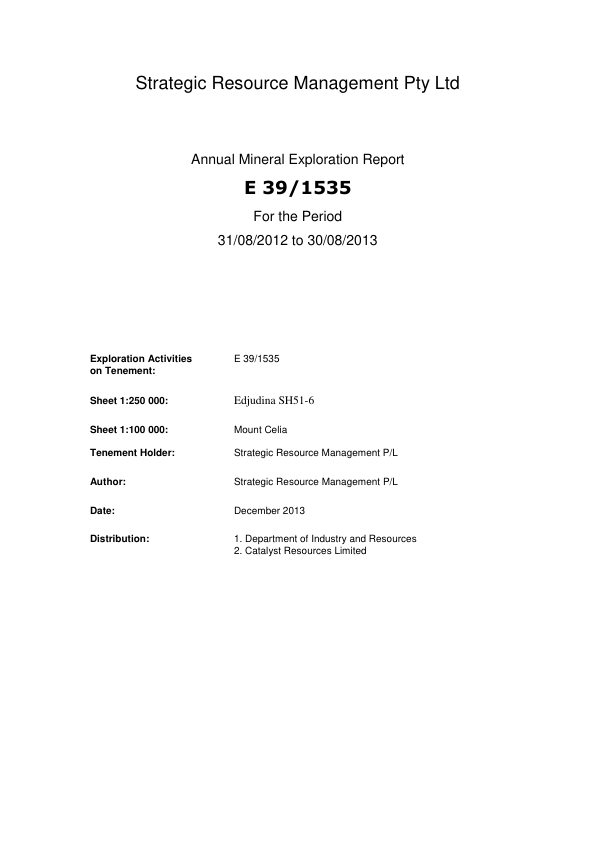 Strategic Resource Management Pty Ltd
Annual Mineral Exploration Report
E 39/1535
For the Period
31/08/2012 to 30/08/2013
Exploration Activities on Tenement: E 39/1535
Sheet 1:250 000: Edjudina SH51-6
Sheet 1:100 000: Mount Celia
Tenement Holder: Strategic Resource Management P/L
Author: Strategic Resource Management P/L
Date: December 2013
Distribution: 1. Department of Industry and Resources
2. Catalyst Resources Limited